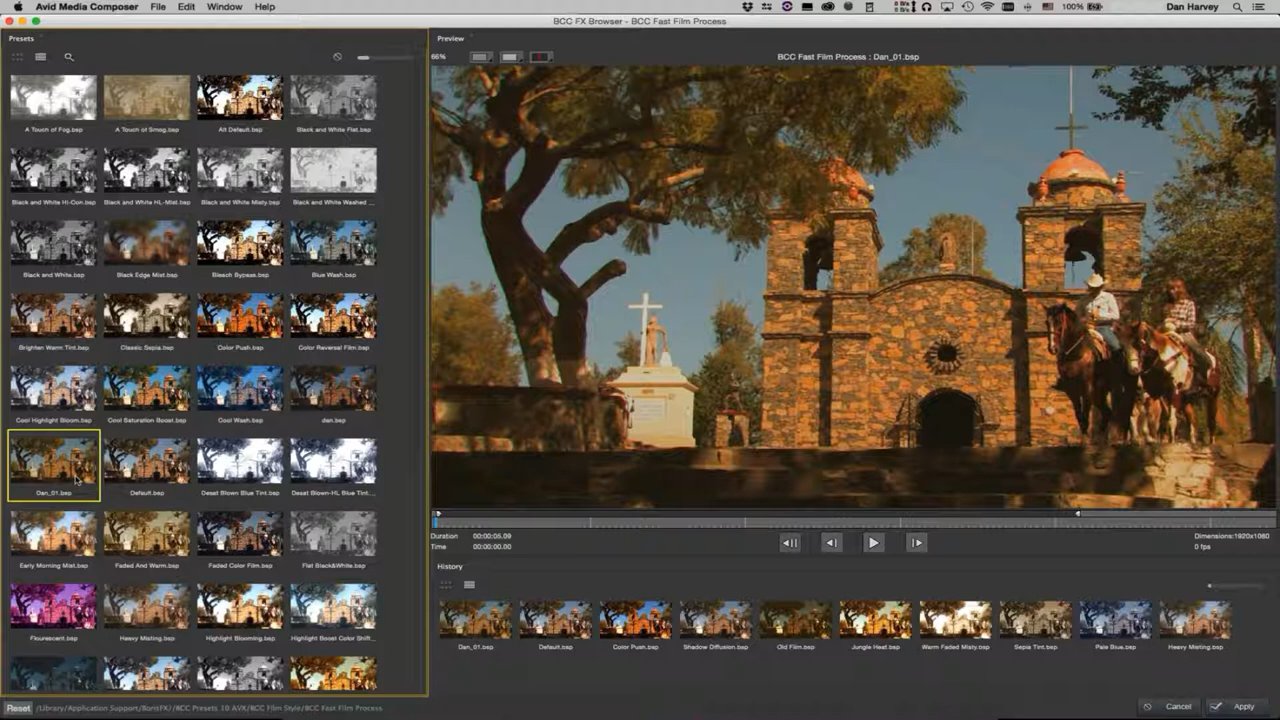 Avid Media Composer File Edit Window Help
100% Dan Harvey
BCC FX Browser - BCC Fast Film Process
Presets
A Touch of Fog.bsp A Touch of Smog.bsp Alt Default.bsp Black and White Flat.bsp
Black and White Hi-Con.bsp Black and White HL-Mist.bsp Black and White Misty.bsp Black and White Washed ...
Black and White.bsp Black Edge Mist.bsp Bleach Bypass.bsp Blue Wash.bsp
Brighten Warm Tint.bsp Classic Sepia.bsp Color Push.bsp Color Reversal Film.bsp
Cool Highlight Bloom.bsp Cool Saturation Boost.bsp Cool Wash.bsp dan.bsp
Dan_01.bsp Default.bsp Desat Blown Blue Tint.bsp Desat Blown-HL Blue Tint....
Early Morning Mist.bsp Faded And Warm.bsp Faded Color Film.bsp Flat Black&White.bsp
Flourescent.bsp Heavy Misting.bsp Highlight Blooming.bsp Highlight Boost Color Shift...
Preview
66% BCC Fast Film Process : Dan_01.bsp
Duration 00:00:05.09
Time 00:00:00.00
Dimensions:1920x1080
0 fps
History
Dan_01.bsp Default.bsp Color Push.bsp Shadow Diffusion.bsp Old Film.bsp Jungle Heat.bsp Warm Faded Misty.bsp Sepia Tint.bsp Pale Blue.bsp Heavy Misting.bsp
Reset /Library/Application Support/BorisFX//BCC Presets 10 AVX/BCC Film Style/BCC Fast Film Process
Cancel Apply